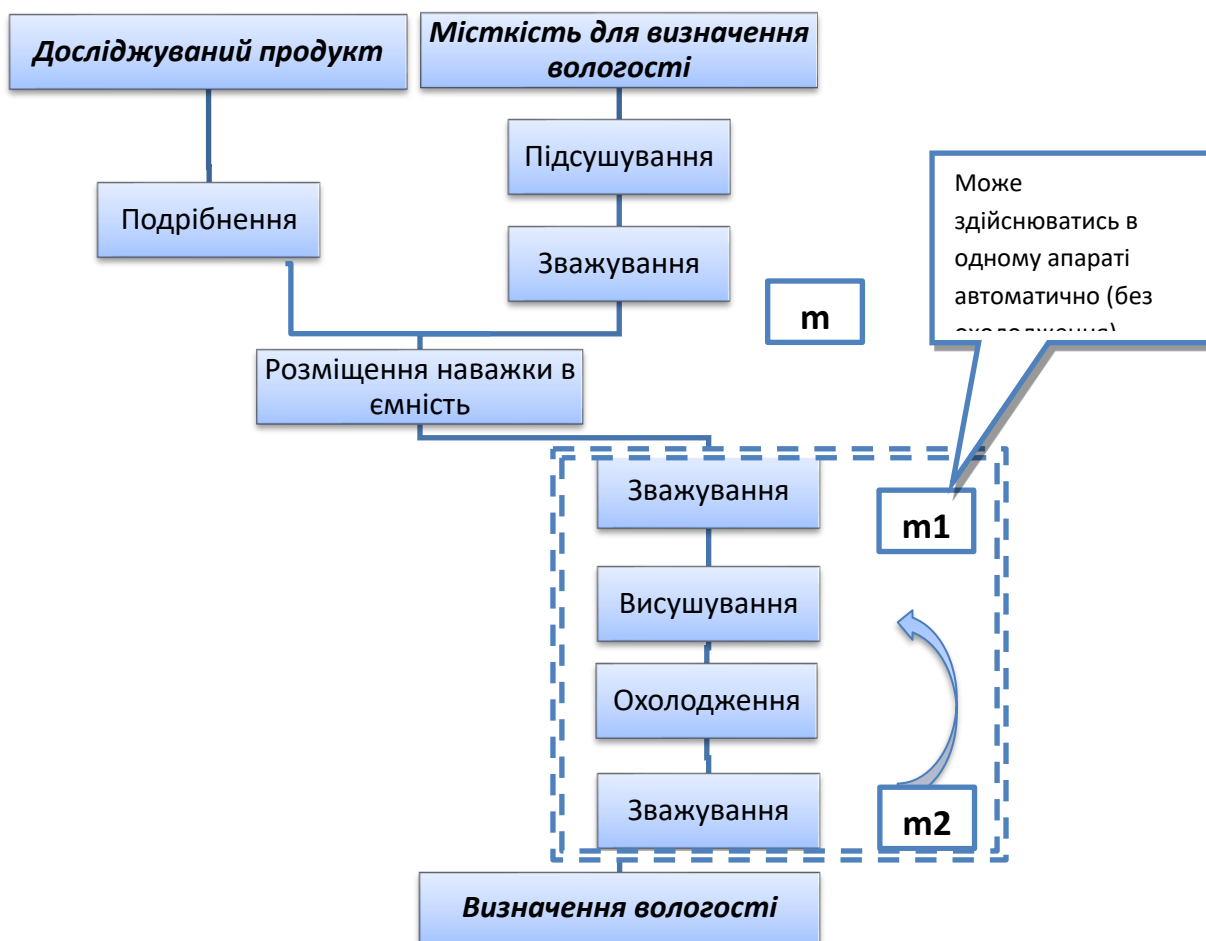 Досліджуваний продукт
Місткість для визначення
вологості
Підсушування
Подрібнення
Зважування
m
Може
здійснюватись в
одному апараті
автоматично (без
охолодження)
Розміщення наважки в
ємність
Зважування
m1
Висушування
Охолодження
Зважування
m2
Визначення вологості